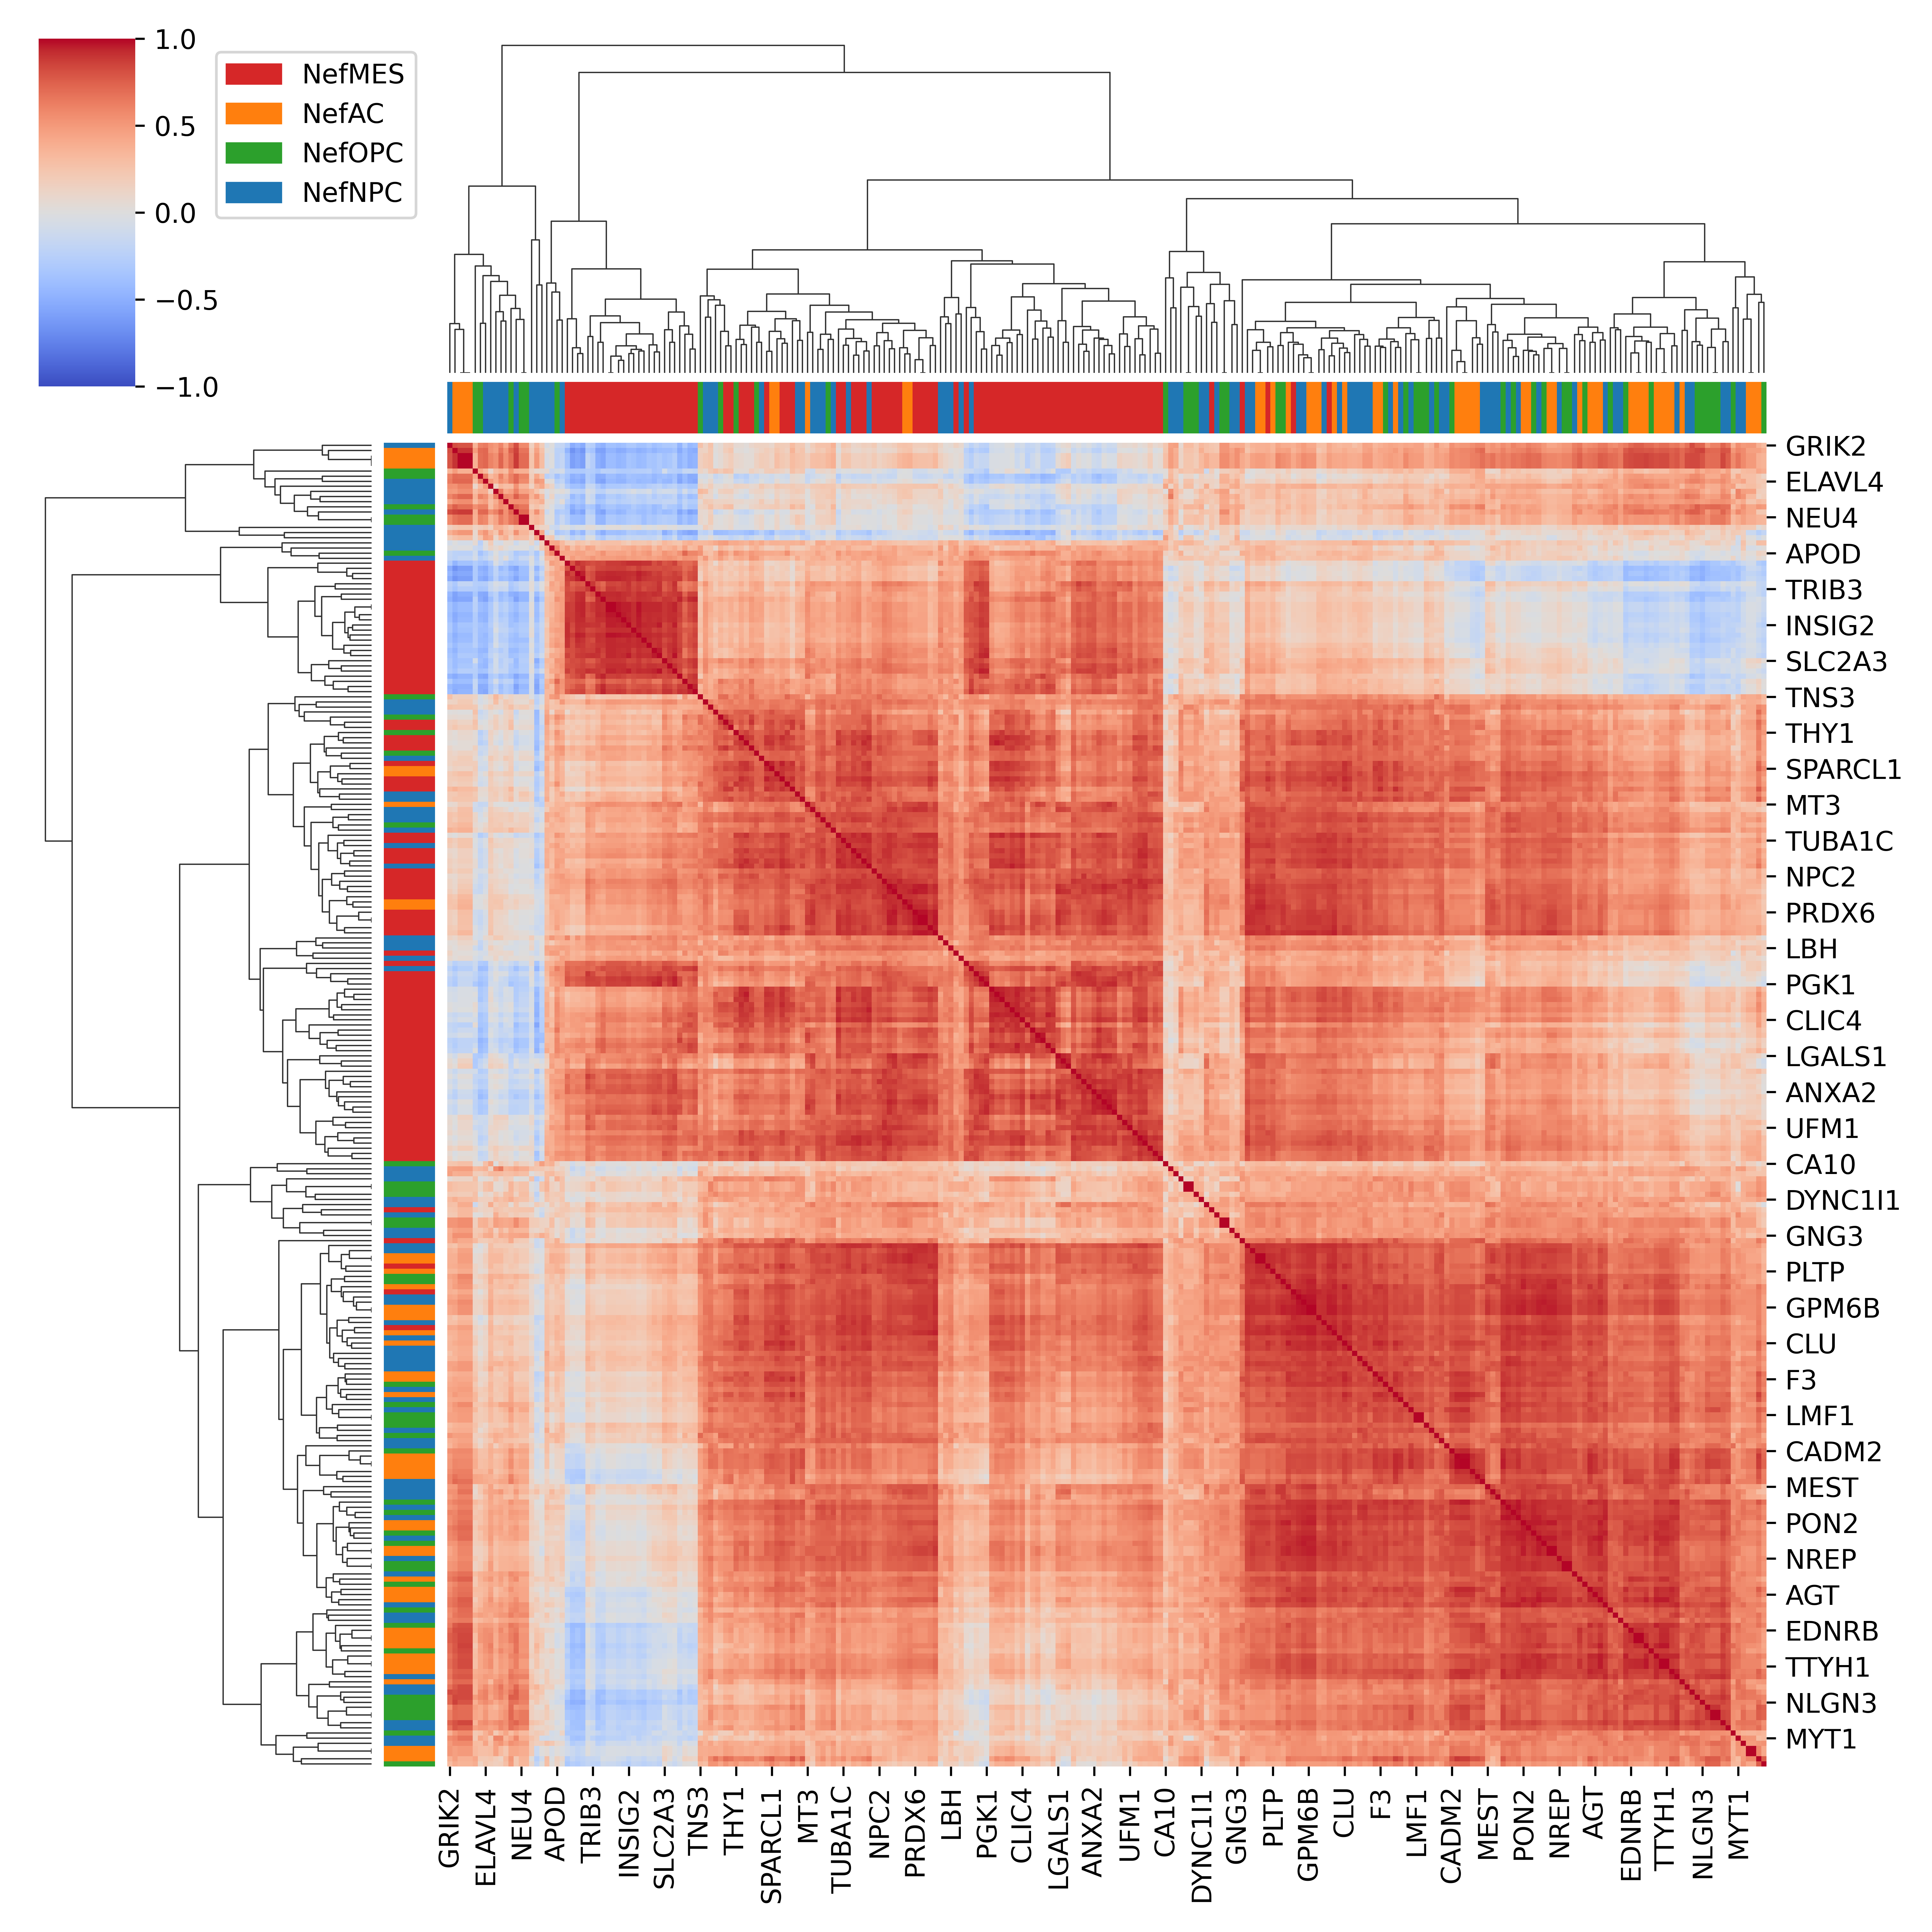 1.0
0.5
0.0
−0.5
−1.0
NefMES
NefAC
NefOPC
NefNPC
GRIK2
ELAVL4
NEU4
APOD
TRIB3
INSIG2
SLC2A3
TNS3
THY1
SPARCL1
MT3
TUBA1C
NPC2
PRDX6
LBH
PGK1
CLIC4
LGALS1
ANXA2
UFM1
CA10
DYNC1I1
GNG3
PLTP
GPM6B
CLU
F3
LMF1
CADM2
MEST
PON2
NREP
AGT
EDNRB
TTYH1
NLGN3
MYT1
GRIK2
ELAVL4
NEU4
APOD
TRIB3
INSIG2
SLC2A3
TNS3
THY1
SPARCL1
MT3
TUBA1C
NPC2
PRDX6
LBH
PGK1
CLIC4
LGALS1
ANXA2
UFM1
CA10
DYNC1I1
GNG3
PLTP
GPM6B
CLU
F3
LMF1
CADM2
MEST
PON2
NREP
AGT
EDNRB
TTYH1
NLGN3
MYT1